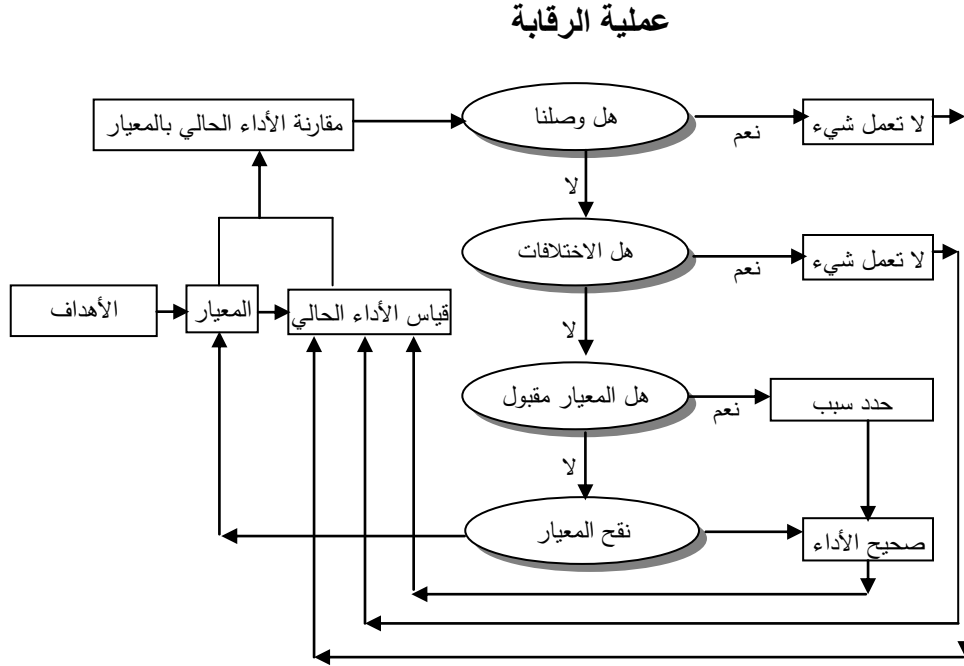 عملية الرقابة
مقارنة الأداء الحالي بالمعيار
هل وصلنا
نعم
لا تعمل شيء
لا
هل الاختلافات
نعم
لا تعمل شيء
الأهداف
المعيار
قياس الأداء الحالي
لا
هل المعيار مقبول
نعم
حدد سبب
لا
نقح المعيار
صحيح الأداء